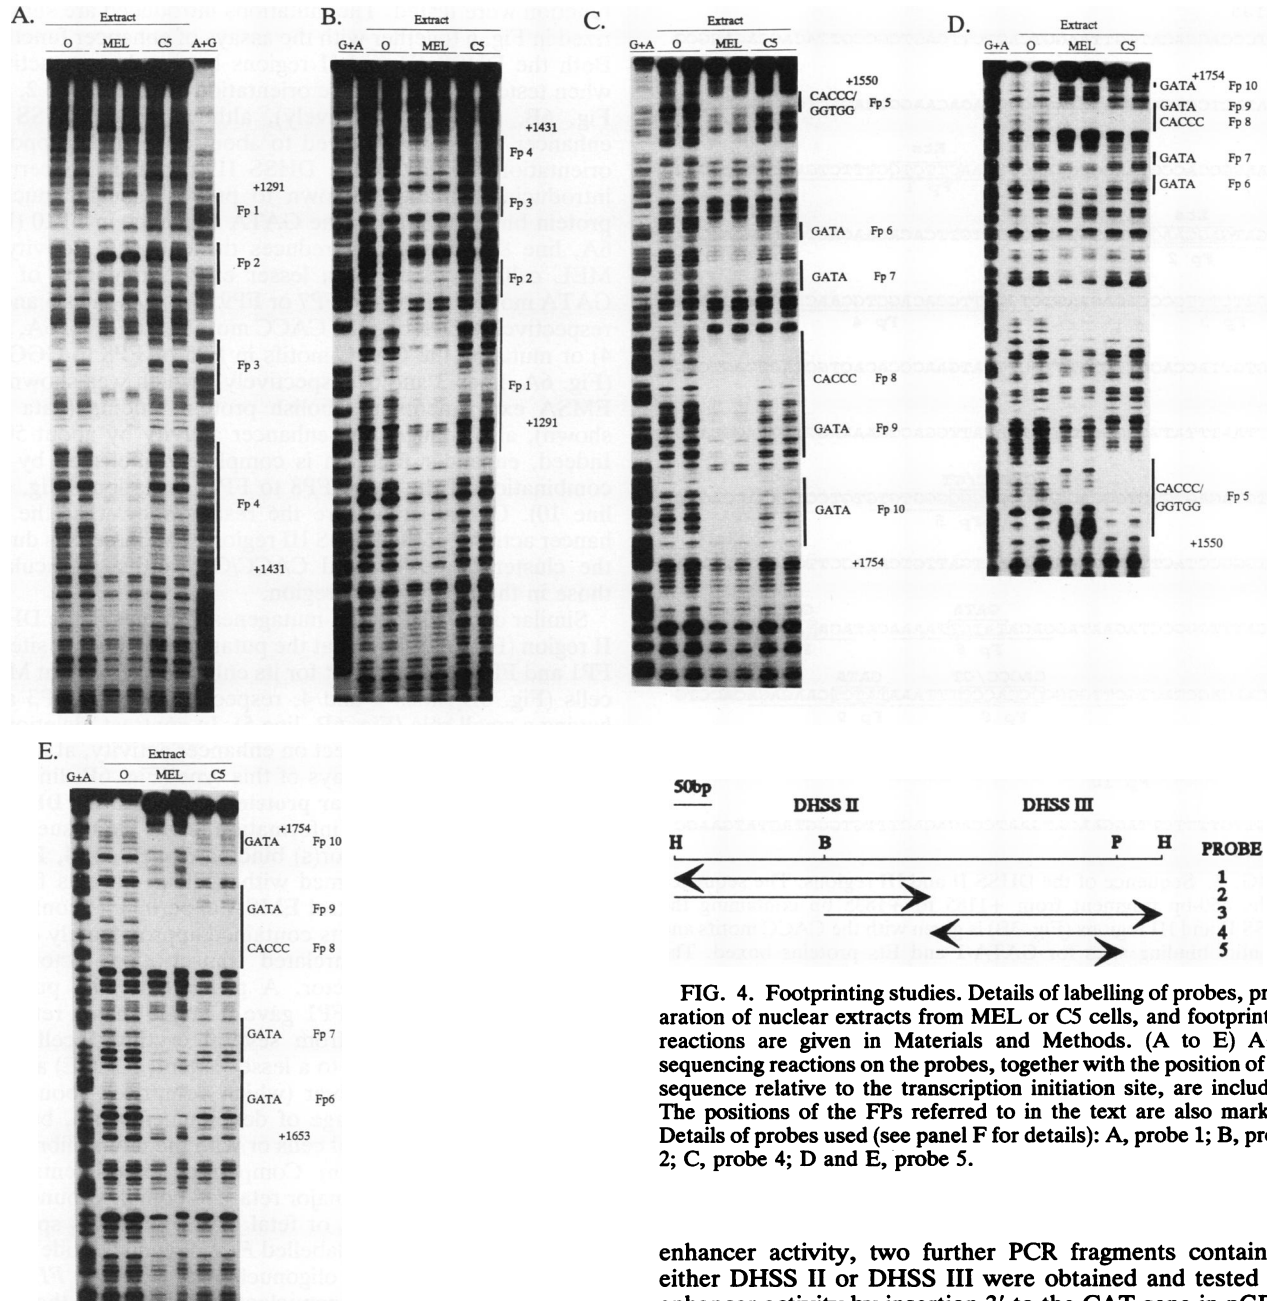 A.
Extract
O MEL C5 A+G
+1291
Fp 1
Fp 2
Fp 3
Fp 4
+1431
B.
Extract
G+A O MEL C5
+1431
Fp 4
Fp 3
Fp 2
Fp 1
+1291
C.
Extract
G+A O MEL C5
+1550
CACCC/
GGTGG Fp 5
GATA Fp 6
GATA Fp 7
CACCC Fp 8
GATA Fp 9
GATA Fp 10
+1754
D.
Extract
G+A O MEL C5
+1754
GATA Fp 10
GATA Fp 9
CACCC Fp 8
GATA Fp 7
GATA Fp 6
CACCC/
GGTGG Fp 5
+1550
E.
Extract
G+A O MEL C5
+1754
GATA Fp 10
GATA Fp 9
CACCC Fp 8
GATA Fp 7
GATA Fp6
+1653
50bp
DHSS II DHSS III
H B P H PROBE
1
2
3
4
5
FIG. 4. Footprinting studies. Details of labelling of probes, pr
aration of nuclear extracts from MEL or C5 cells, and footprint
reactions are given in Materials and Methods. (A to E) A
sequencing reactions on the probes, together with the position of
sequence relative to the transcription initiation site, are includ
The positions of the FPs referred to in the text are also mark
Details of probes used (see panel F for details): A, probe 1; B, pro
2; C, probe 4; D and E, probe 5.
enhancer activity, two further PCR fragments contain
either DHSS II or DHSS III were obtained and tested